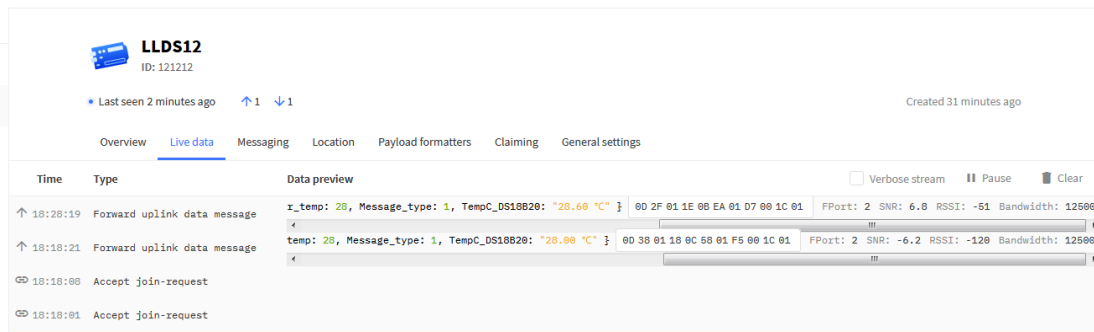 LLDS12
ID: 121212
Last seen 2 minutes ago 1 1 Created 31 minutes ago
Overview Live data Messaging Location Payload formatters Claiming General settings
Time Type Data preview Verbose stream Pause Clear
18:28:19 Forward uplink data message r_temp: 28, Message_type: 1, TempC_DS18B20: "28.60 °C" } 0D 2F 01 1E 0B EA 01 D7 00 1C 01 FPort: 2 SNR: 6.8 RSSI: -51 Bandwidth: 12500
18:18:21 Forward uplink data message temp: 28, Message_type: 1, TempC_DS18B20: "28.00 °C" } 0D 38 01 18 0C 58 01 F5 00 1C 01 FPort: 2 SNR: -6.2 RSSI: -120 Bandwidth: 12500
18:18:08 Accept join-request
18:18:01 Accept join-request